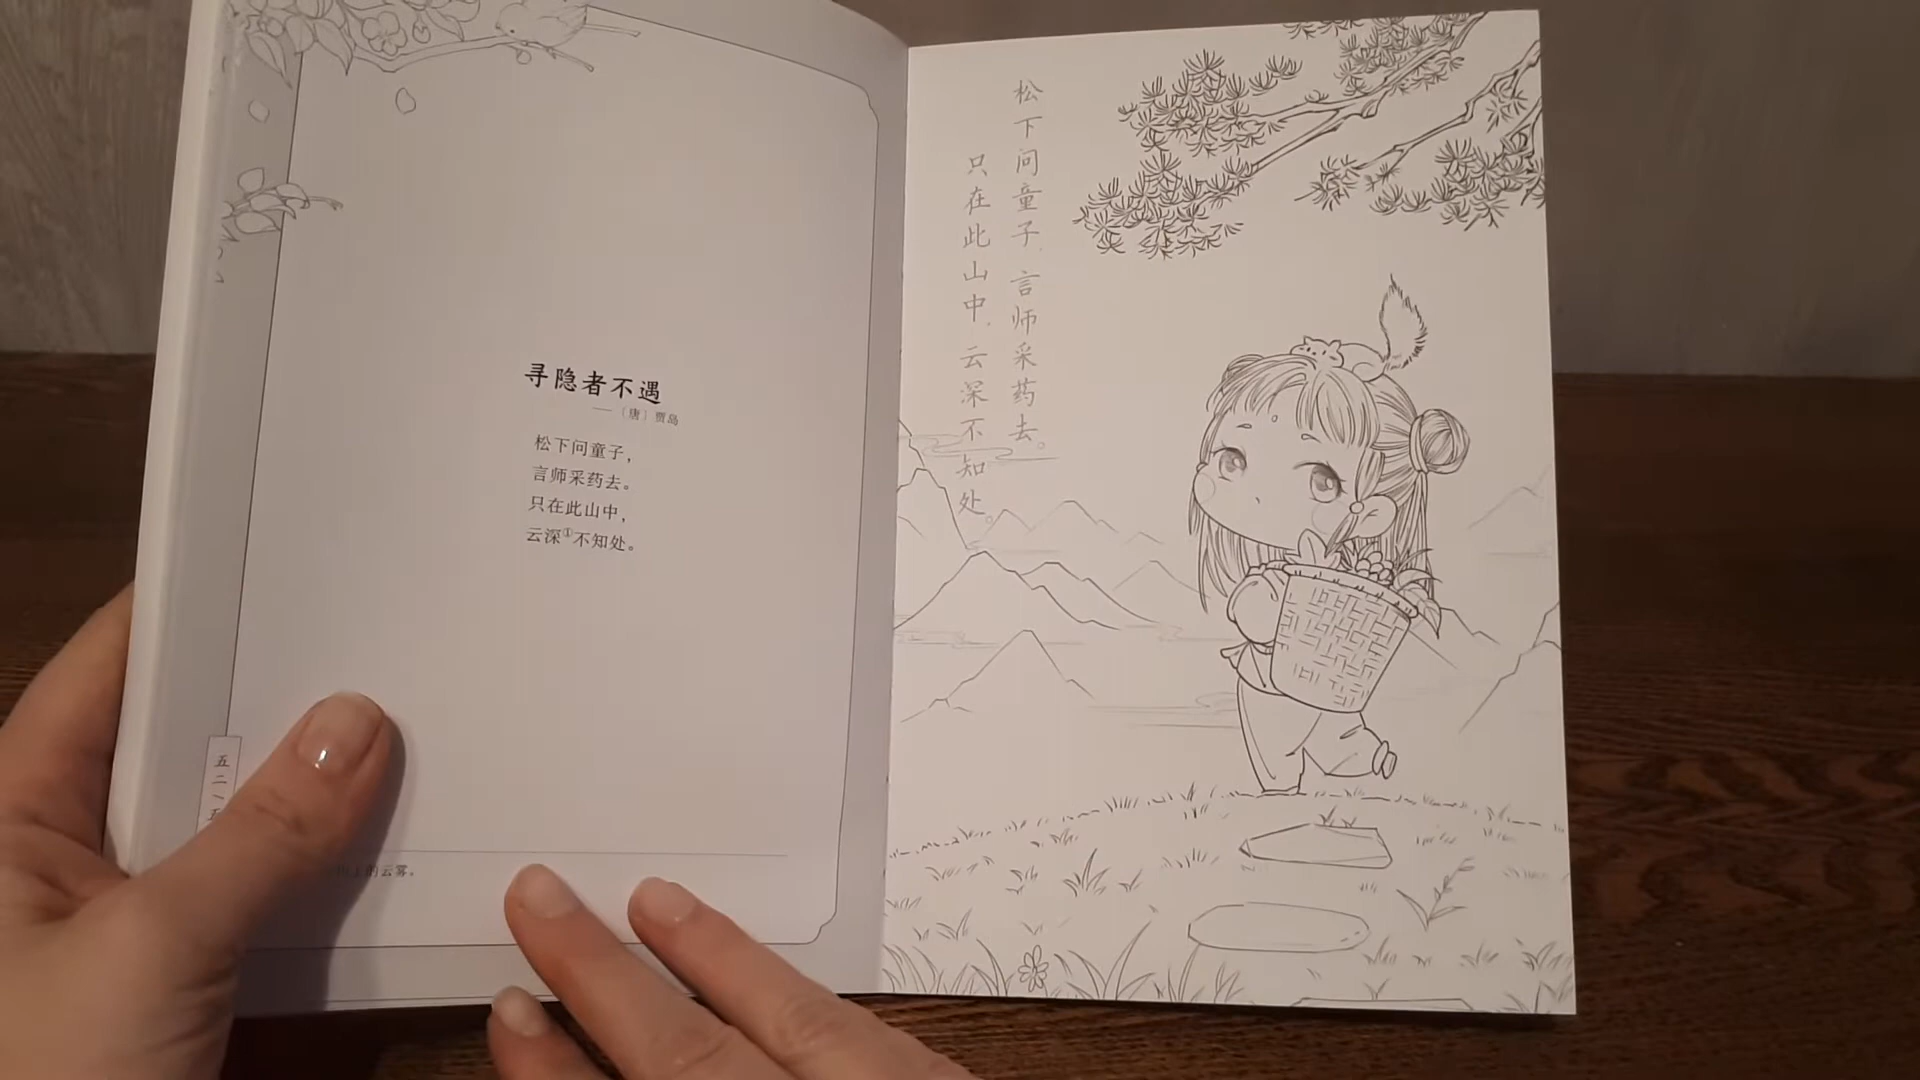 寻隐者不遇
——〔唐〕贾岛
松下问童子，
言师采药去。
只在此山中，
云深①不知处。
山上的云雾。
五二
松下问童子，言师采药去。
只在此山中，云深不知处。